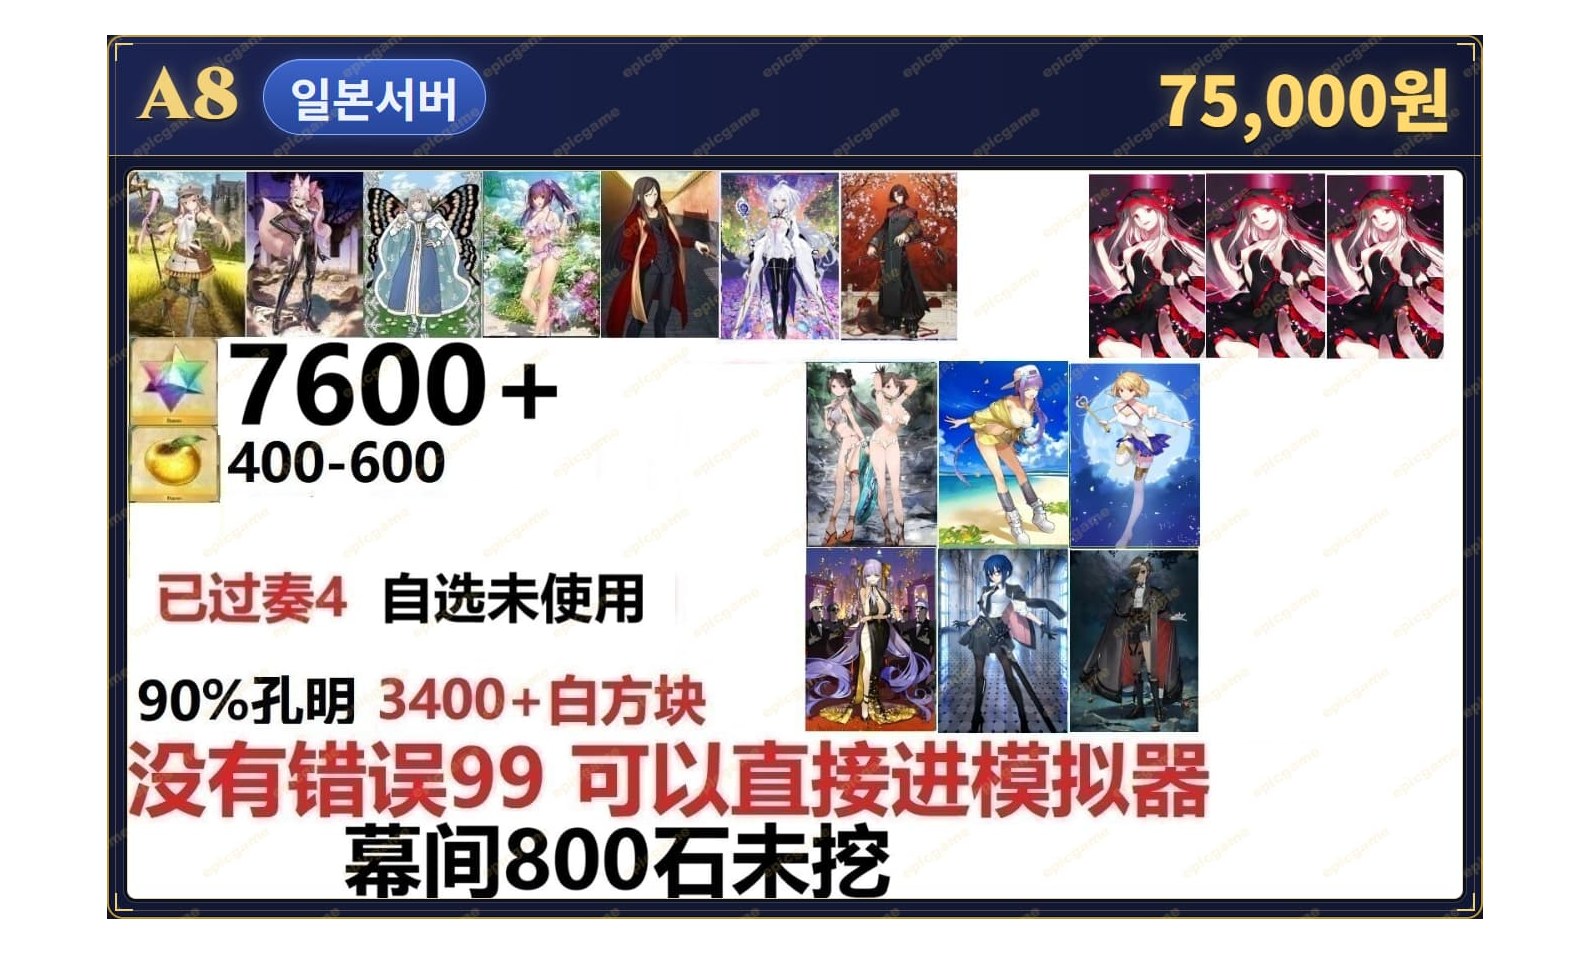 A8 일본서버 75,000원
7600+
400-600
已过奏4 自选未使用
90%孔明 3400+白方块
没有错误99 可以直接进模拟器
幕间800石未挖
epicgame